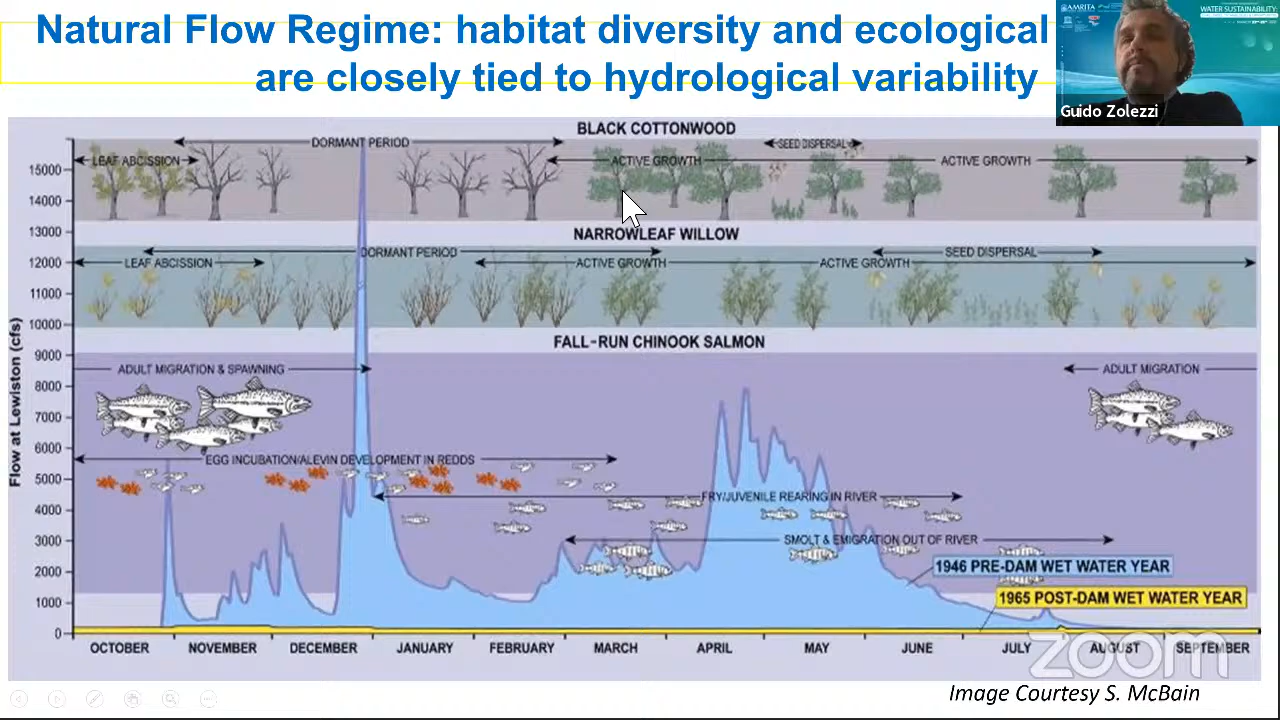 Natural Flow Regime: habitat diversity and ecological
are closely tied to hydrological variability
AMRITA
WATER SUSTAINABILITY:
Guido Zolezzi
BLACK COTTONWOOD
DORMANT PERIOD
SEED DISPERSAL
LEAF ABCISSION
ACTIVE GROWTH
ACTIVE GROWTH
NARROWLEAF WILLOW
DORMANT PERIOD
SEED DISPERSAL
LEAF ABCISSION
ACTIVE GROWTH
ACTIVE GROWTH
FALL-RUN CHINOOK SALMON
ADULT MIGRATION & SPAWNING
ADULT MIGRATION
EGG INCUBATION/ALEVIN DEVELOPMENT IN REDDS
FRY/JUVENILE REARING IN RIVER
SMOLT & EMIGRATION OUT OF RIVER
1946 PRE-DAM WET WATER YEAR
1965 POST-DAM WET WATER YEAR
Flow at Lewiston (cfs)
15000
14000
13000
12000
11000
10000
9000
8000
7000
6000
5000
4000
3000
2000
1000
0
OCTOBER NOVEMBER DECEMBER JANUARY FEBRUARY MARCH APRIL MAY JUNE JULY AUGUST SEPTEMBER
zoom
Image Courtesy S. McBain